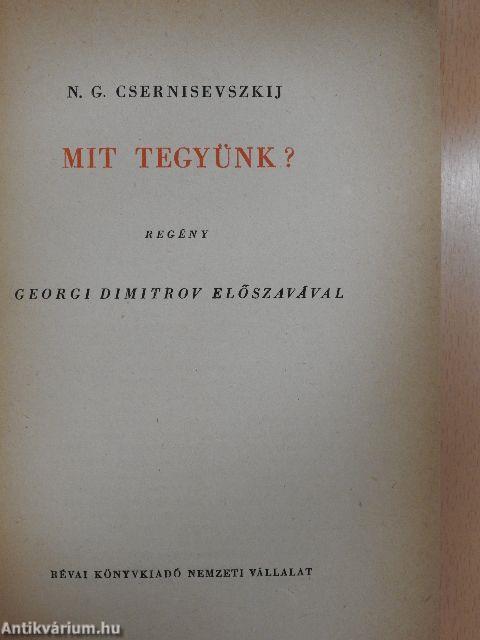 N. G. CSERNISEVSZKIJ
MIT TEGYÜNK?
REGÉNY
GEORGI DIMITROV ELŐSZAVÁVAL
RÉVAI KÖNYVKIADÓ NEMZETI VÁLLALAT
Antikvárium.hu